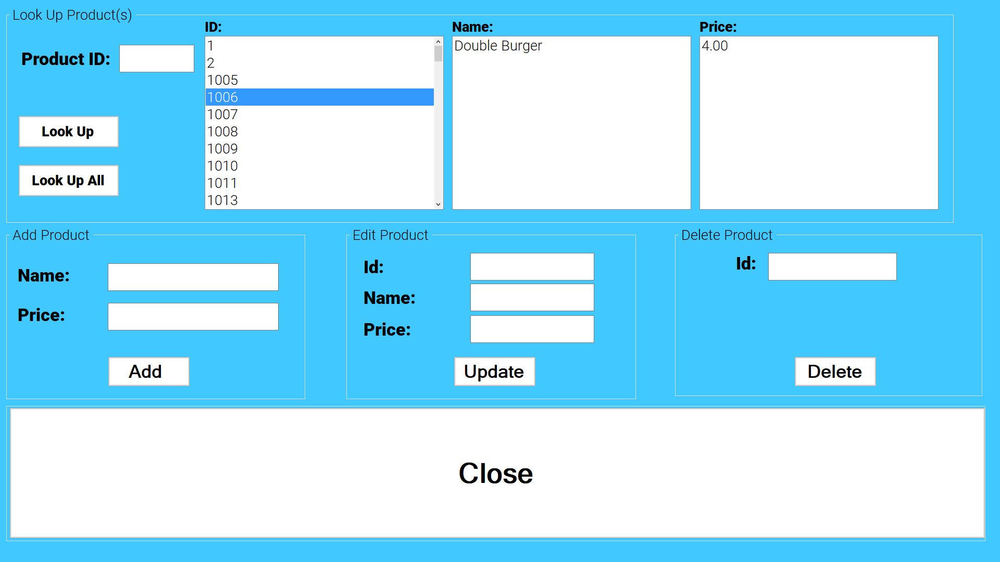 Look Up Product(s)
ID:
Name:
Price:
Product ID:
1
2
1005
1006
1007
1008
1009
1010
1011
1013
Double Burger
4.00
Look Up
Look Up All
Add Product
Name:
Price:
Add
Edit Product
Id:
Name:
Price:
Update
Delete Product
Id:
Delete
Close